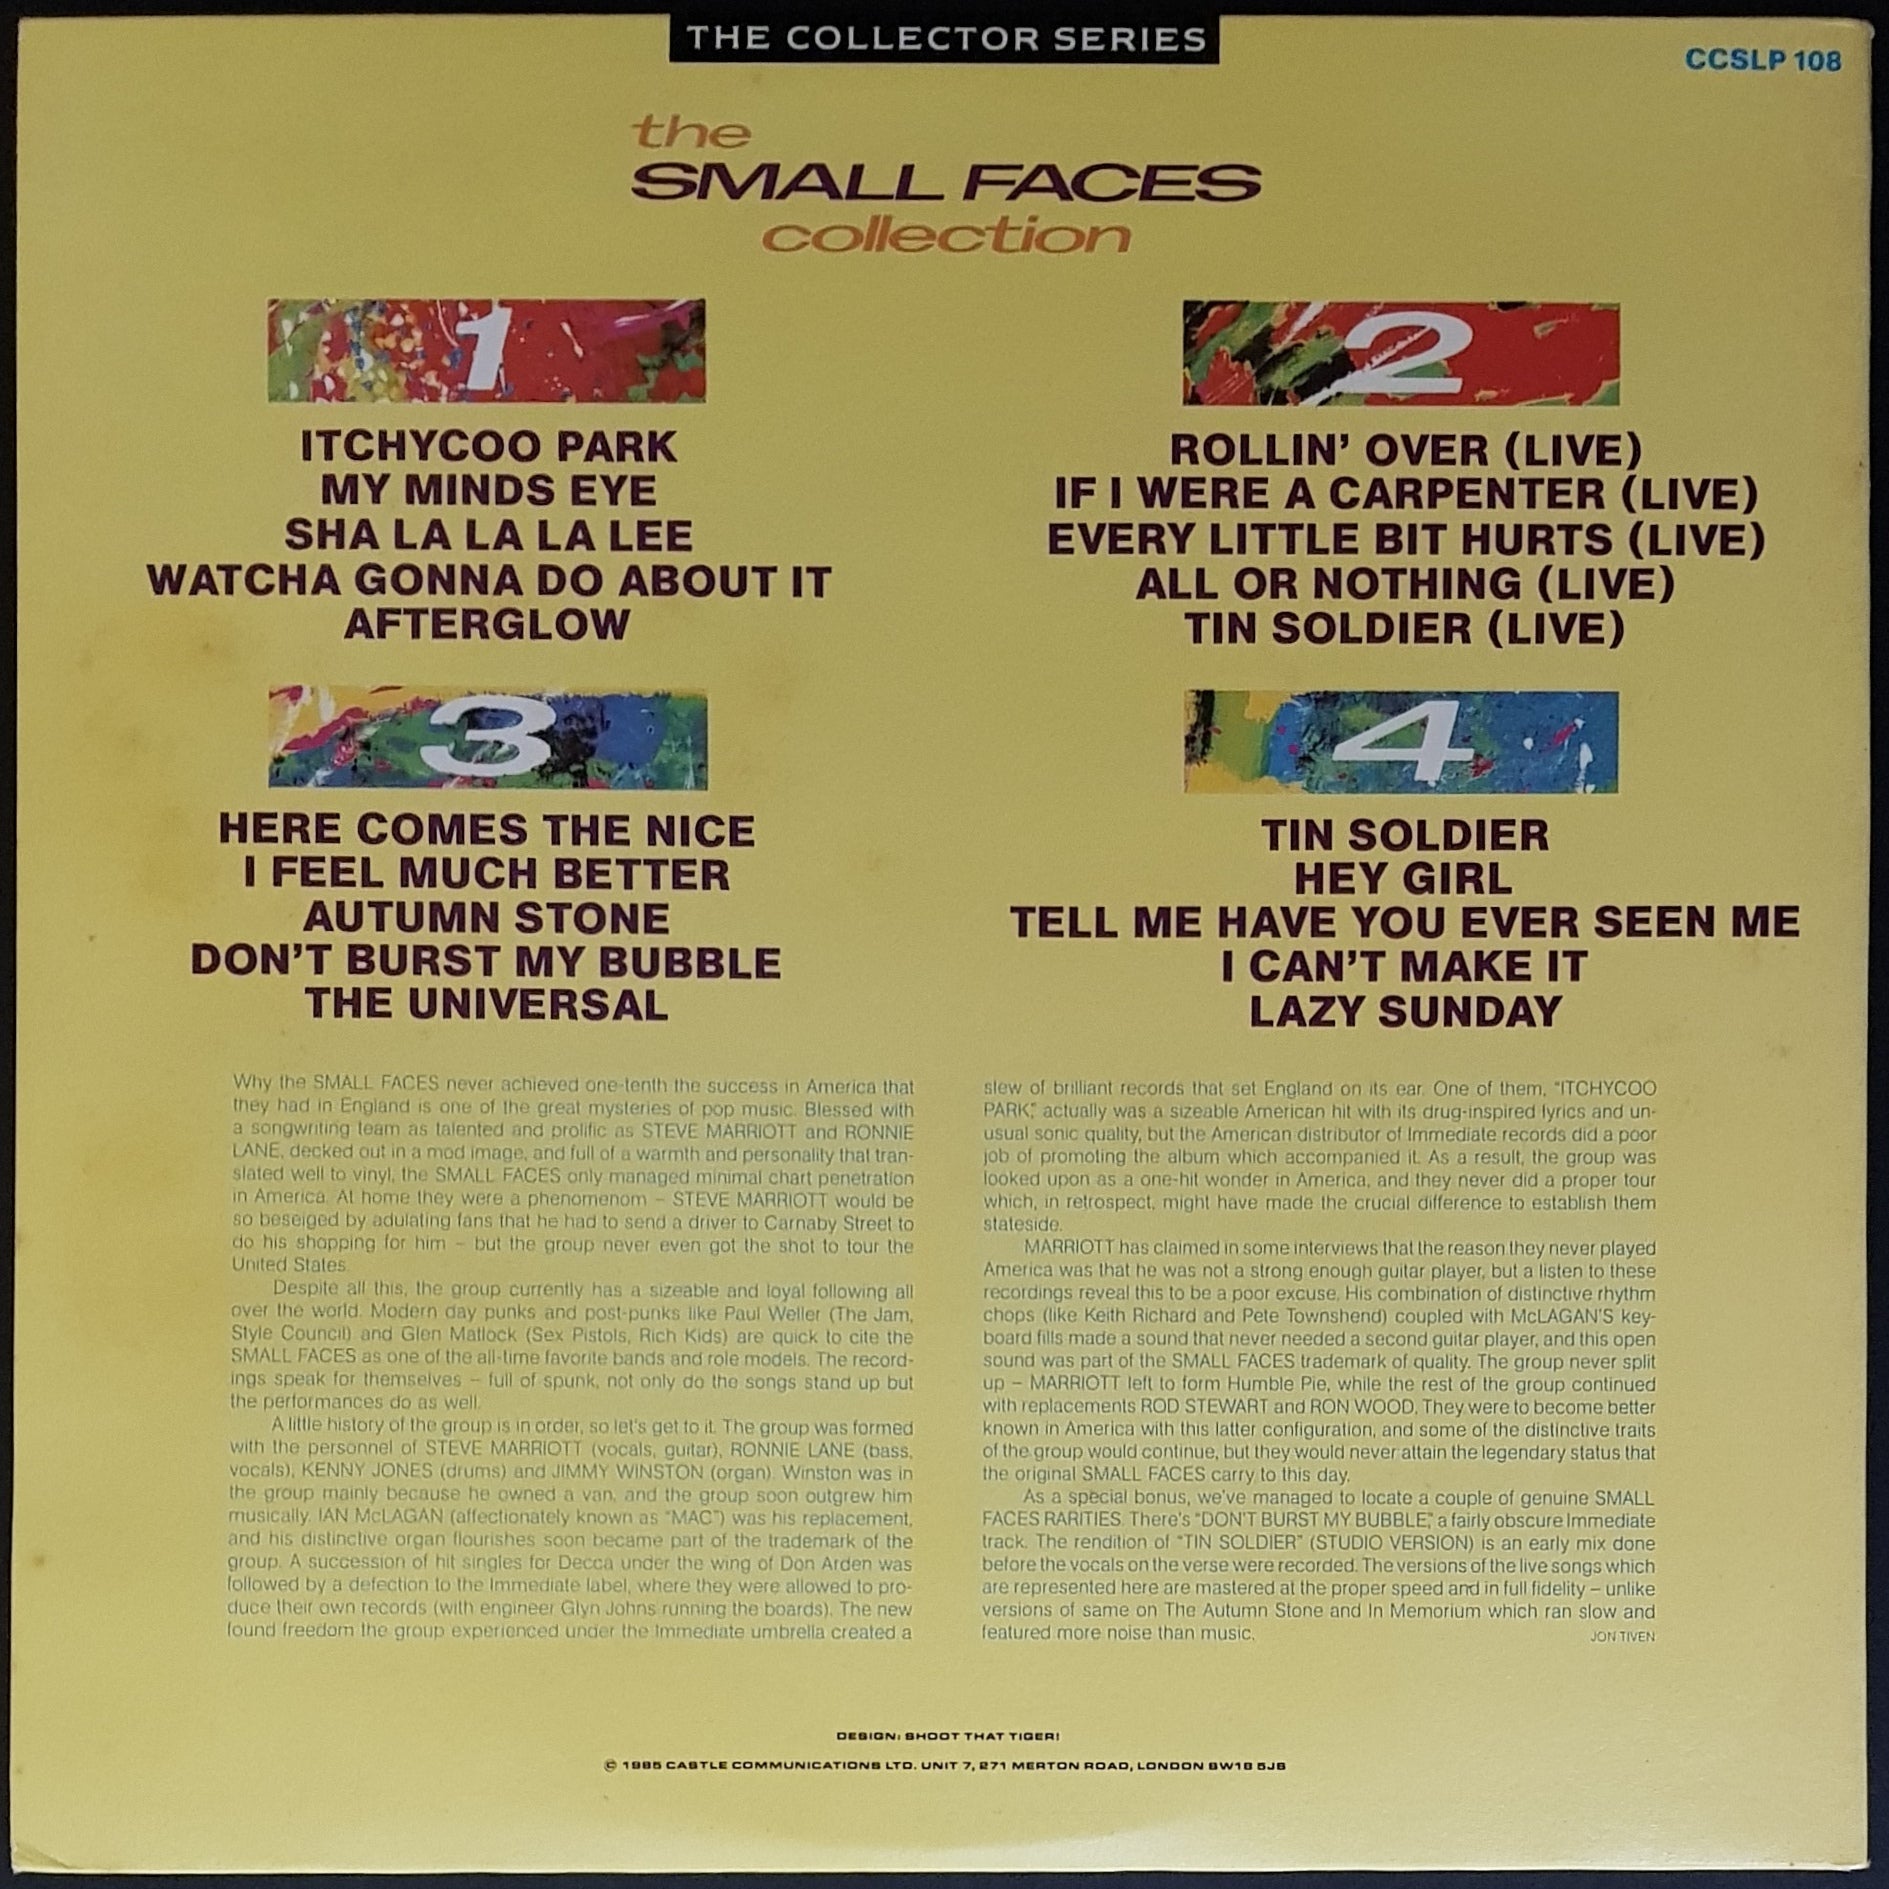 THE COLLECTOR SERIES
CCSLP 108
the
SMALL FACES
collection
1
ITCHYCOO PARK
MY MINDS EYE
SHA LA LA LA LEE
WATCHA GONNA DO ABOUT IT
AFTERGLOW
2
ROLLIN' OVER (LIVE)
IF I WERE A CARPENTER (LIVE)
EVERY LITTLE BIT HURTS (LIVE)
ALL OR NOTHING (LIVE)
TIN SOLDIER (LIVE)
3
HERE COMES THE NICE
I FEEL MUCH BETTER
AUTUMN STONE
DON'T BURST MY BUBBLE
THE UNIVERSAL
4
TIN SOLDIER
HEY GIRL
TELL ME HAVE YOU EVER SEEN ME
I CAN'T MAKE IT
LAZY SUNDAY
Why the SMALL FACES never achieved one-tenth the success in America that
they had in England is one of the great mysteries of pop music. Blessed with
a songwriting team as talented and prolific as STEVE MARRIOTT and RONNIE
LANE, decked out in a mod image, and full of a warmth and personality that tran-
slated well to vinyl, the SMALL FACES only managed minimal chart penetration
in America. At home they were a phenomenom – STEVE MARRIOTT would be
so beseiged by adulating fans that he had to send a driver to Carnaby Street to
do his shopping for him – but the group never even got the shot to tour the
United States.
Despite all this, the group currently has a sizeable and loyal following all
over the world. Modern day punks and post-punks like Paul Weller (The Jam,
Style Council) and Glen Matlock (Sex Pistols, Rich Kids) are quick to cite the
SMALL FACES as one of the all-time favorite bands and role models. The record-
ings speak for themselves – full of spunk, not only do the songs stand up but
the performances do as well.
A little history of the group is in order, so let's get to it. The group was formed
with the personnel of STEVE MARRIOTT (vocals, guitar), RONNIE LANE (bass,
vocals), KENNY JONES (drums) and JIMMY WINSTON (organ). Winston was in
the group mainly because he owned a van, and the group soon outgrew him
musically. IAN McLAGAN (affectionately known as "MAC") was his replacement,
and his distinctive organ flourishes soon became part of the trademark of the
group. A succession of hit singles for Decca under the wing of Don Arden was
followed by a defection to the Immediate label, where they were allowed to pro-
duce their own records (with engineer Glyn Johns running the boards). The new
found freedom the group experienced under the Immediate umbrella created a
slew of brilliant records that set England on its ear. One of them, "ITCHYCOO
PARK," actually was a sizeable American hit with its drug-inspired lyrics and un-
usual sonic quality, but the American distributor of Immediate records did a poor
job of promoting the album which accompanied it. As a result, the group was
looked upon as a one-hit wonder in America, and they never did a proper tour
which, in retrospect, might have made the crucial difference to establish them
stateside.
MARRIOTT has claimed in some interviews that the reason they never played
America was that he was not a strong enough guitar player, but a listen to these
recordings reveal this to be a poor excuse. His combination of distinctive rhythm
chops (like Keith Richard and Pete Townshend) coupled with McLAGAN'S key-
board fills made a sound that never needed a second guitar player, and this open
sound was part of the SMALL FACES trademark of quality. The group never split
up – MARRIOTT left to form Humble Pie, while the rest of the group continued
with replacements ROD STEWART and RON WOOD. They were to become better
known in America with this latter configuration, and some of the distinctive traits
of the group would continue, but they would never attain the legendary status that
the original SMALL FACES carry to this day.
As a special bonus, we've managed to locate a couple of genuine SMALL
FACES RARITIES. There's "DON'T BURST MY BUBBLE," a fairly obscure Immediate
track. The rendition of "TIN SOLDIER" (STUDIO VERSION) is an early mix done
before the vocals on the verse were recorded. The versions of the live songs which
are represented here are mastered at the proper speed and in full fidelity – unlike
versions of same on The Autumn Stone and In Memorium which ran slow and
featured more noise than music.
JON TIVEN
DESIGN: SHOOT THAT TIGER!
© 1985 CASTLE COMMUNICATIONS LTD. UNIT 7, 271 MERTON ROAD, LONDON SW18 5JS